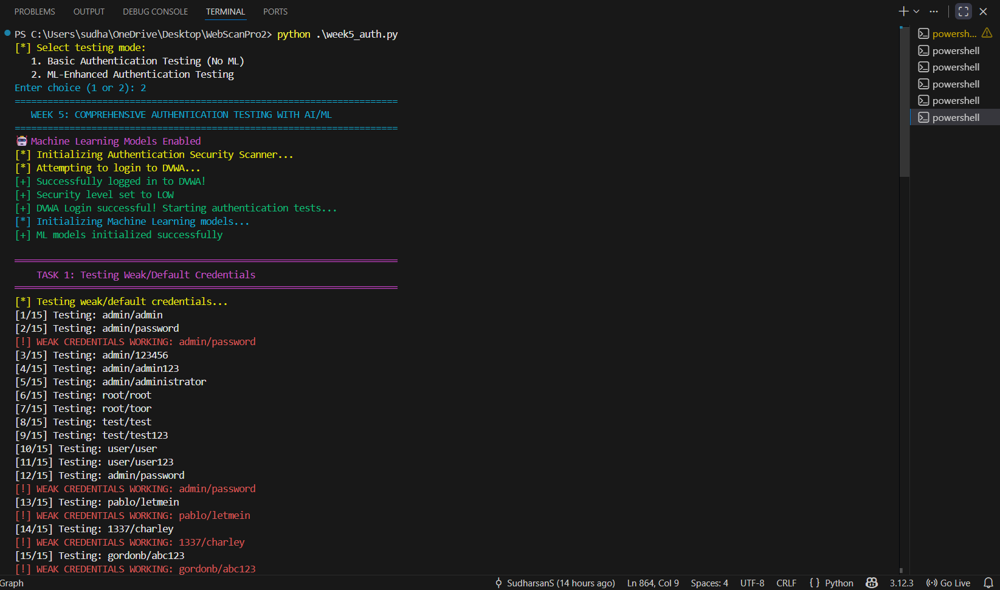 PROBLEMS OUTPUT DEBUG CONSOLE TERMINAL PORTS
PS C:\Users\sudha\OneDrive\Desktop\WebScanPro2> python .\week5_auth.py
[*] Select testing mode:
1. Basic Authentication Testing (No ML)
2. ML-Enhanced Authentication Testing
Enter choice (1 or 2): 2
======================================================================
WEEK 5: COMPREHENSIVE AUTHENTICATION TESTING WITH AI/ML
======================================================================
🤖 Machine Learning Models Enabled
[*] Initializing Authentication Security Scanner...
[*] Attempting to login to DVWA...
[+] Successfully logged in to DVWA!
[+] Security level set to LOW
[+] DVWA Login successful! Starting authentication tests...
[*] Initializing Machine Learning models...
[+] ML models initialized successfully
======================================================================
TASK 1: Testing Weak/Default Credentials
======================================================================
[*] Testing weak/default credentials...
[1/15] Testing: admin/admin
[2/15] Testing: admin/password
[!] WEAK CREDENTIALS WORKING: admin/password
[3/15] Testing: admin/123456
[4/15] Testing: admin/admin123
[5/15] Testing: admin/administrator
[6/15] Testing: root/root
[7/15] Testing: root/toor
[8/15] Testing: test/test
[9/15] Testing: test/test123
[10/15] Testing: user/user
[11/15] Testing: user/user123
[12/15] Testing: admin/password
[!] WEAK CREDENTIALS WORKING: admin/password
[13/15] Testing: pablo/letmein
[!] WEAK CREDENTIALS WORKING: pablo/letmein
[14/15] Testing: 1337/charley
[!] WEAK CREDENTIALS WORKING: 1337/charley
[15/15] Testing: gordonb/abc123
[!] WEAK CREDENTIALS WORKING: gordonb/abc123
powersh...
powershell
powershell
powershell
powershell
powershell
Graph SudharsanS (14 hours ago) Ln 864, Col 9 Spaces: 4 UTF-8 CRLF {} Python 3.12.3 Go Live